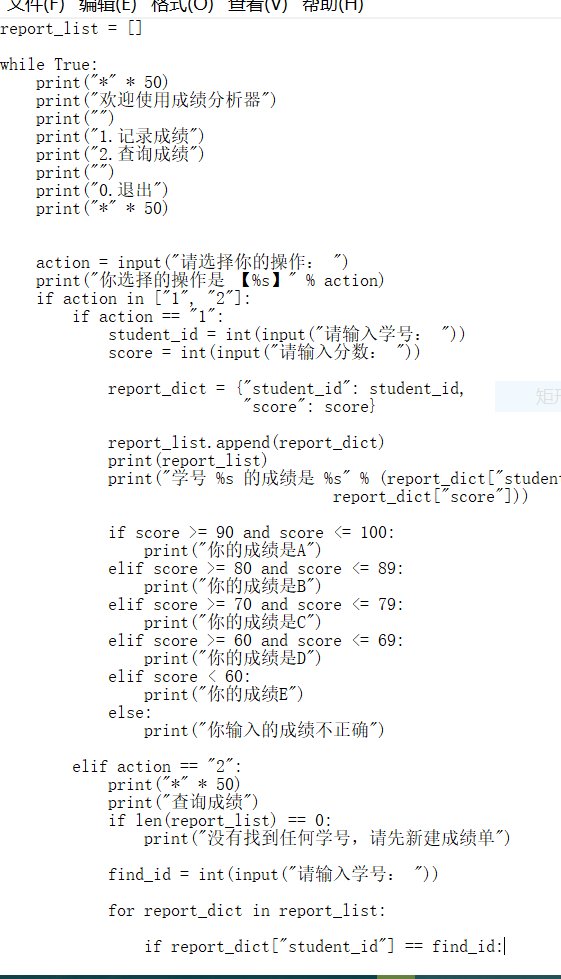 文件(F) 编辑(E) 格式(O) 查看(V) 帮助(H)
report_list = []
while True:
    print("*" * 50)
    print("欢迎使用成绩分析器")
    print("")
    print("1.记录成绩")
    print("2.查询成绩")
    print("")
    print("0.退出")
    print("*" * 50)
    action = input("请选择你的操作： ")
    print("你选择的操作是 【%s】" % action)
    if action in ["1", "2"]:
        if action == "1":
            student_id = int(input("请输入学号： "))
            score = int(input("请输入分数： "))
            report_dict = {"student_id": student_id,
                           "score": score}
            report_list.append(report_dict)
            print(report_list)
            print("学号 %s 的成绩是 %s" % (report_dict["studen
                                     report_dict["score"]))
            if score >= 90 and score <= 100:
                print("你的成绩是A")
            elif score >= 80 and score <= 89:
                print("你的成绩是B")
            elif score >= 70 and score <= 79:
                print("你的成绩是C")
            elif score >= 60 and score <= 69:
                print("你的成绩是D")
            elif score < 60:
                print("你的成绩E")
            else:
                print("你输入的成绩不正确")
        elif action == "2":
            print("*" * 50)
            print("查询成绩")
            if len(report_list) == 0:
                print("没有找到任何学号，请先新建成绩单")
            find_id = int(input("请输入学号： "))
            for report_dict in report_list:
                if report_dict["student_id"] == find_id: